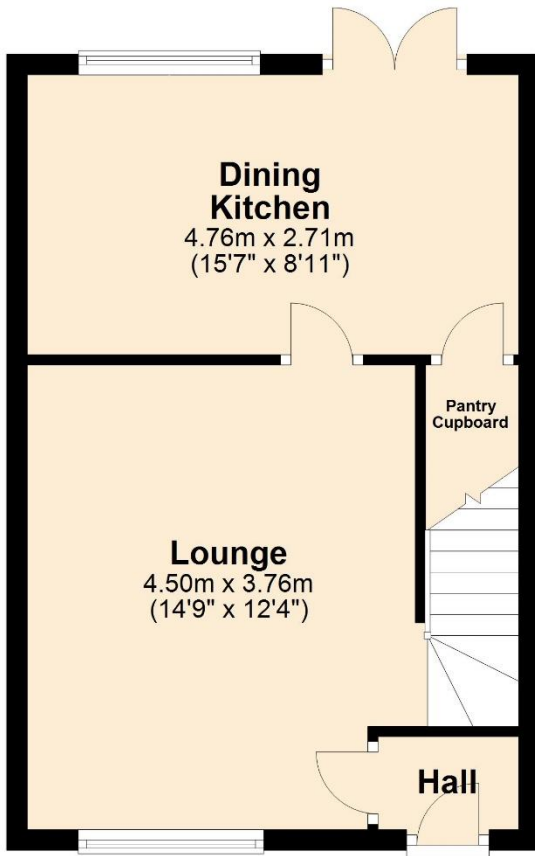 Dining
Kitchen
4.76m x 2.71m
(15'7" x 8'11")
Pantry
Cupboard
Lounge
4.50m x 3.76m
(14'9" x 12'4")
Hall